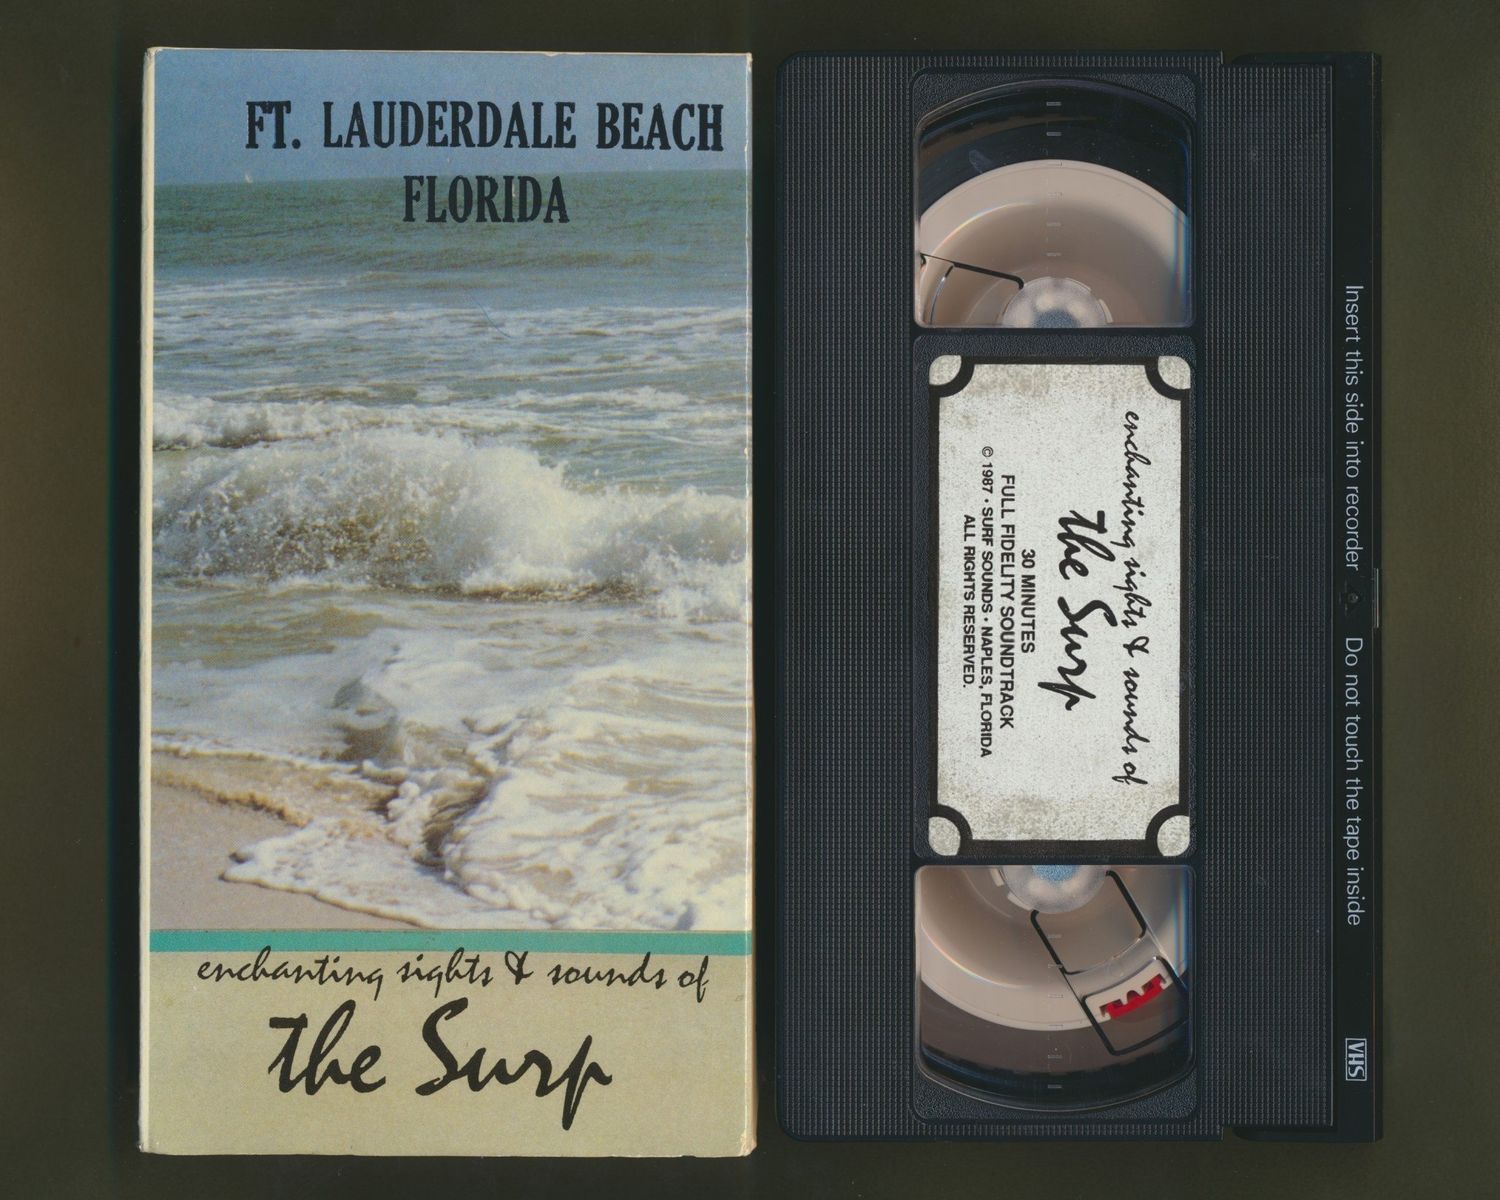 FT. LAUDERDALE BEACH
FLORIDA
enchanting sights & sounds of
the Surf
enchanting sights & sounds of
the Surf
30 MINUTES
FULL FIDELITY SOUNDTRACK
© 1987 • SURF SOUNDS • NAPLES, FLORIDA
ALL RIGHTS RESERVED.
Insert this side into recorder
Do not touch the tape inside
VHS